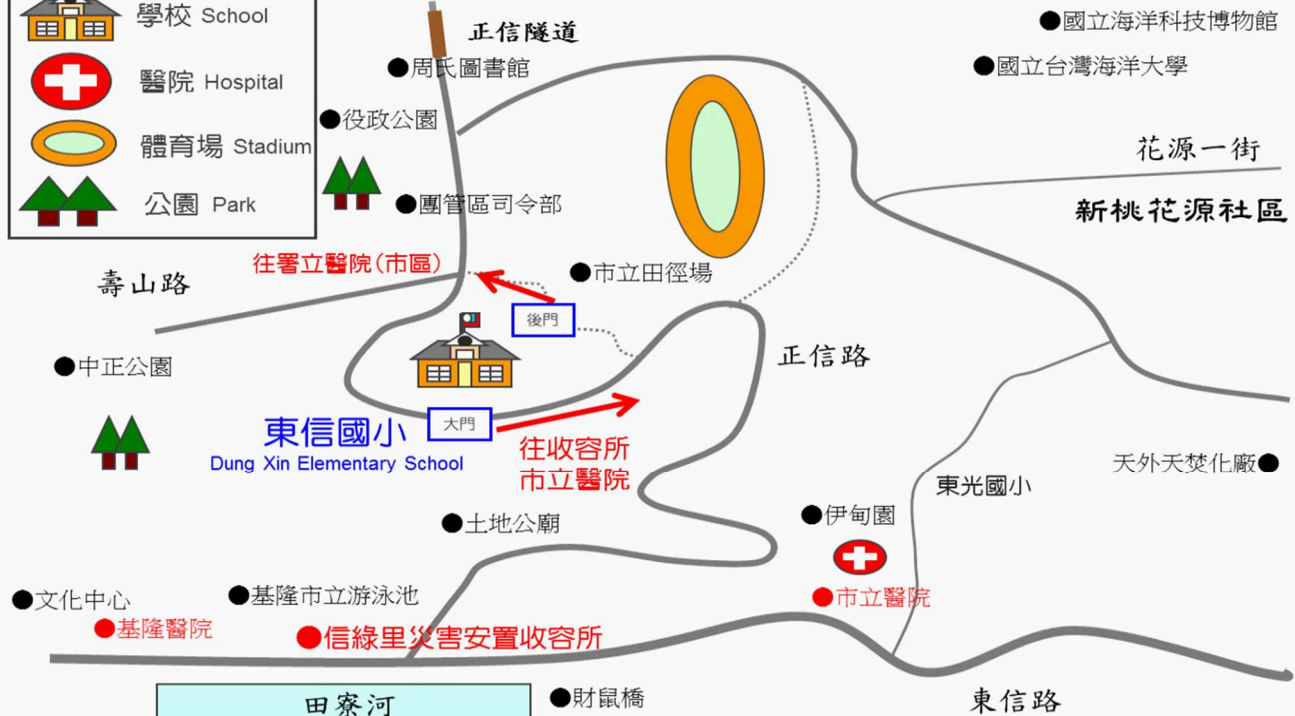 學校 School
正信隧道
國立海洋科技博物館
周氏圖書館
國立台灣海洋大學
醫院 Hospital
役政公園
體育場 Stadium
花源一街
公園 Park
團管區司令部
新桃花源社區
往署立醫院(市區)
市立田徑場
壽山路
後門
正信路
中正公園
大門
東信國小
Dung Xin Elementary School
往收容所
市立醫院
天外天焚化廠
東光國小
土地公廟
伊甸園
文化中心
基隆市立游泳池
市立醫院
基隆醫院
信綠里災害安置收容所
田寮河
財鼠橋
東信路